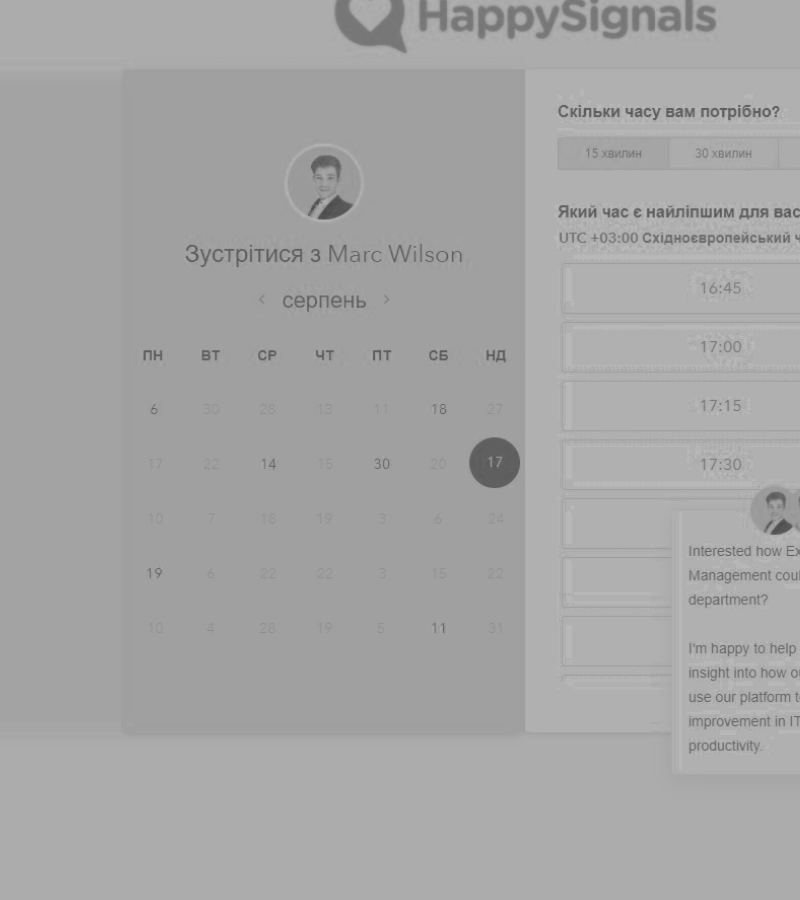 HappySignals
Зустрітися з Marc Wilson
‹ серпень ›
ПН ВТ СР ЧТ ПТ СБ НД
6 30 28 13 11 18 27
17 22 14 15 30 20 17
10 7 18 19 3 6 24
19 6 22 22 3 15 22
10 4 28 19 5 11 31
Скільки часу вам потрібно?
15 хвилин 30 хвилин
Який час є найліпшим для вас
UTC +03:00 Східноєвропейський ч
16:45
17:00
17:15
17:30
Interested how Ex
Management coul
department?
I'm happy to help
insight into how ou
use our platform t
improvement in IT
productivity.